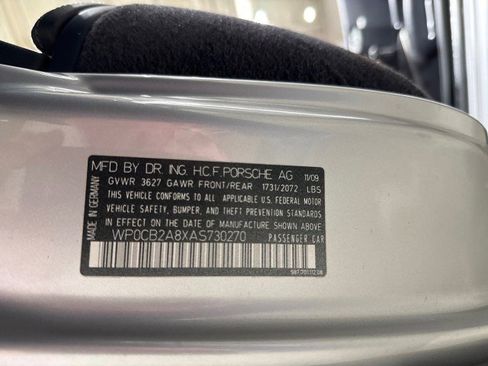 MFD BY DR. ING. H.C.F. PORSCHE AG 11/09
GVWR 3627 GAWR FRONT/REAR 1731/2072 LBS
THIS VEHICLE CONFORMS TO ALL APPLICABLE U.S. FEDERAL MOTOR
VEHICLE SAFETY, BUMPER, AND THEFT PREVENTION STANDARDS
IN EFFECT ON THE DATE OF MANUFACTURE SHOWN ABOVE.
WP0CB2A8XAS730270 PASSENGER CAR
MADE IN GERMANY